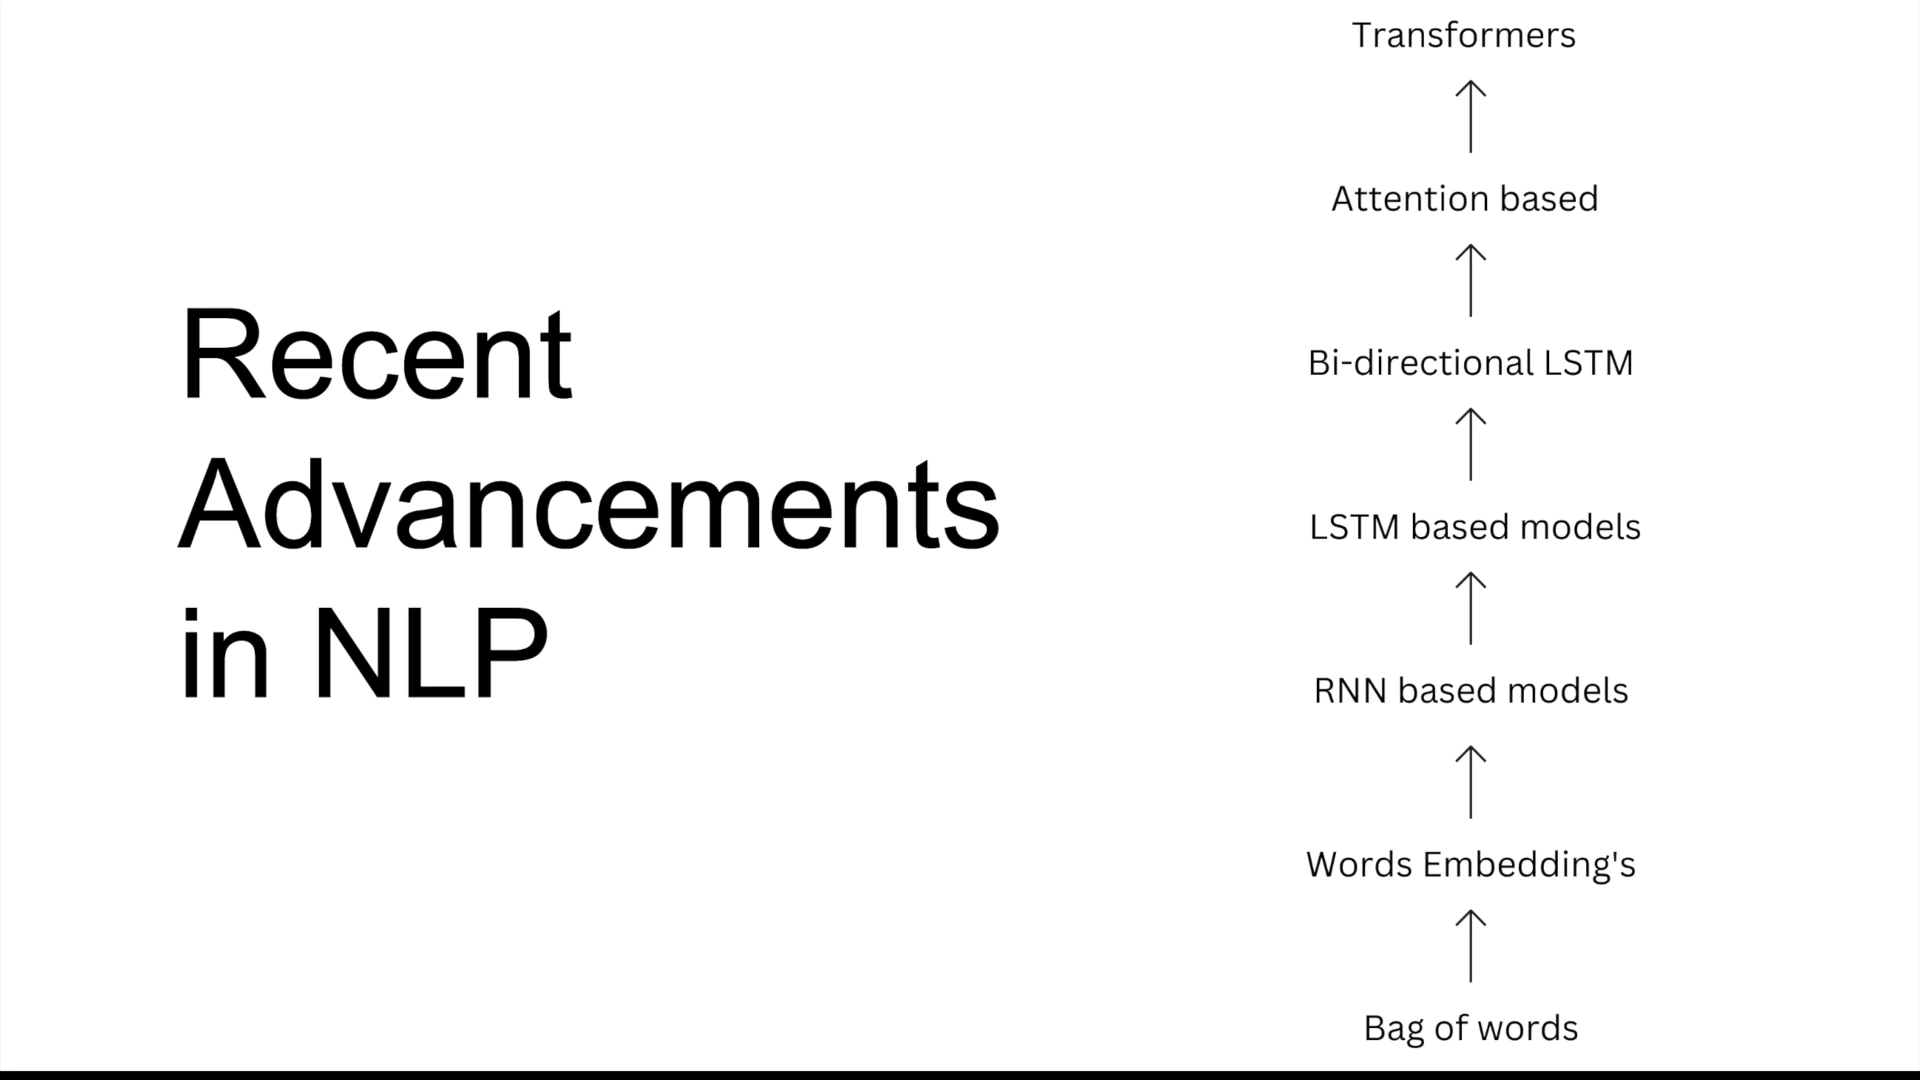 Recent
Advancements
in NLP
Transformers
Attention based
Bi-directional LSTM
LSTM based models
RNN based models
Words Embedding's
Bag of words